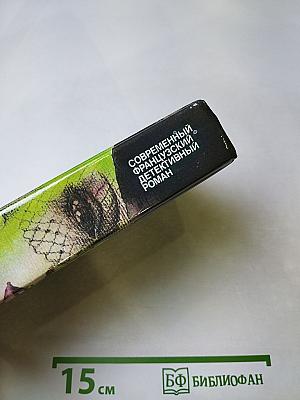 СОВРЕМЕННЫЙ
ФРАНЦУЗСКИЙ
ДЕТЕКТИВНЫЙ
РОМАН
15 см
БФ БИБЛИОФАН